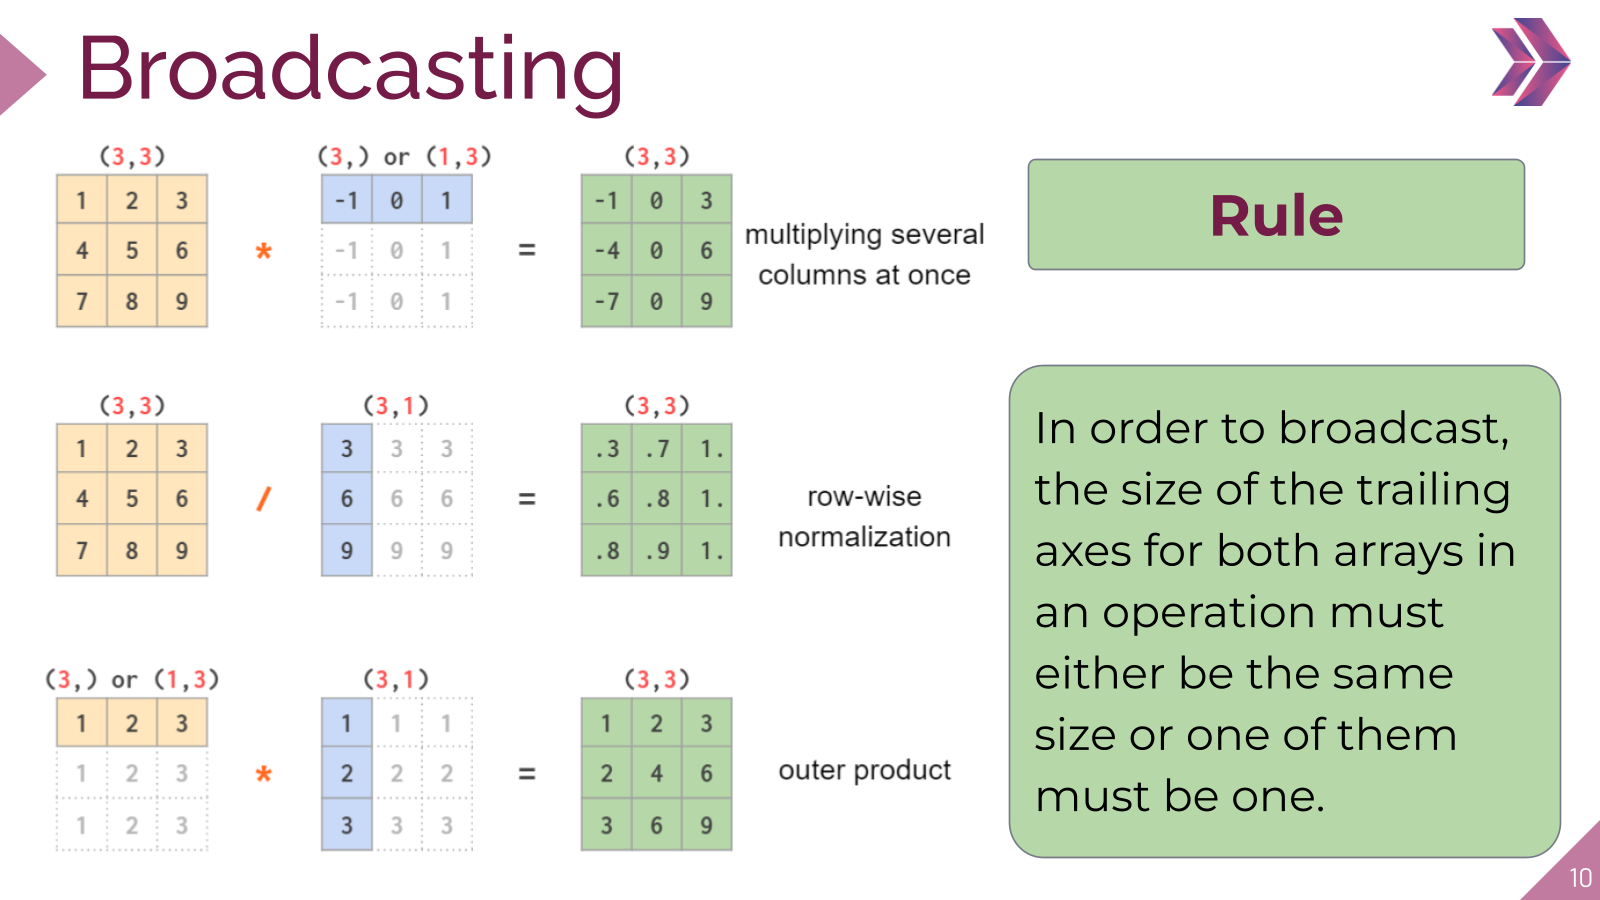 Broadcasting
(3,3) (3,) or (1,3) (3,3)
1 2 3 -1 0 1 -1 0 3
4 5 6 * -1 0 1 = -4 0 6
7 8 9 -1 0 1 -7 0 9
multiplying several
columns at once
(3,3) (3,1) (3,3)
1 2 3 3 3 3 .3 .7 1.
4 5 6 / 6 6 6 = .6 .8 1.
7 8 9 9 9 9 .8 .9 1.
row-wise
normalization
(3,) or (1,3) (3,1) (3,3)
1 2 3 1 1 1 1 2 3
1 2 3 * 2 2 2 = 2 4 6
1 2 3 3 3 3 3 6 9
outer product
Rule
In order to broadcast,
the size of the trailing
axes for both arrays in
an operation must
either be the same
size or one of them
must be one.
10